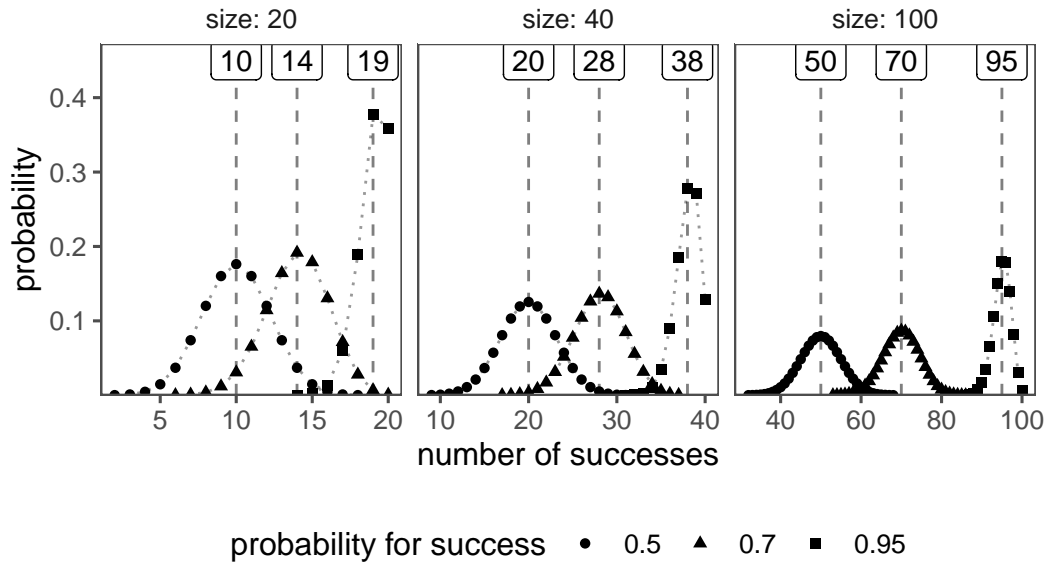 size: 20 size: 40 size: 100
10 14 19 20 28 38 50 70 95
0.4
0.3
0.2
0.1
probability
5 10 15 20 10 20 30 40 40 60 80 100
number of successes
probability for success 0.5 0.7 0.95